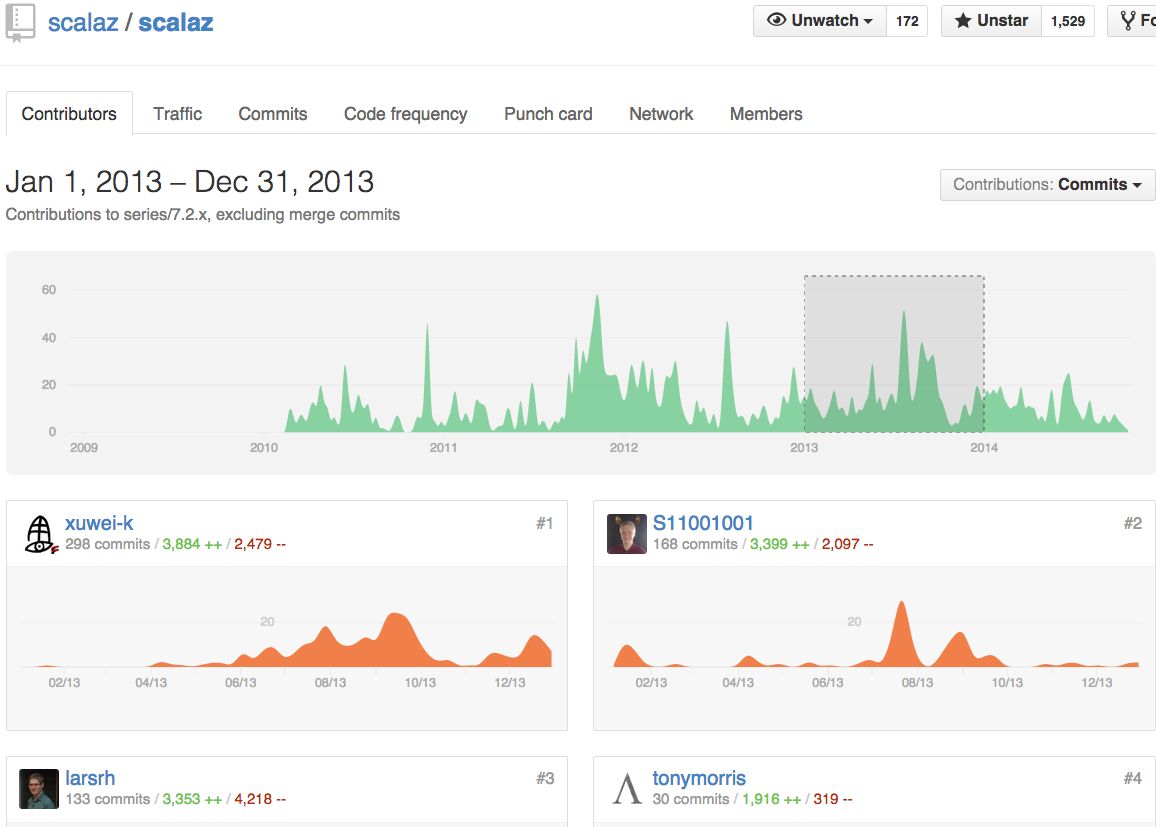 scalaz / scalaz
Unwatch 172
Unstar 1,529
Fo
Contributors Traffic Commits Code frequency Punch card Network Members
Jan 1, 2013 – Dec 31, 2013
Contributions: Commits
Contributions to series/7.2.x, excluding merge commits
60
40
20
0
2009 2010 2011 2012 2013 2014
xuwei-k #1
298 commits / 3,884 ++ / 2,479 --
20
02/13 04/13 06/13 08/13 10/13 12/13
S11001001 #2
168 commits / 3,399 ++ / 2,097 --
20
02/13 04/13 06/13 08/13 10/13 12/13
larsrh #3
133 commits / 3,353 ++ / 4,218 --
tonymorris #4
30 commits / 1,916 ++ / 319 --